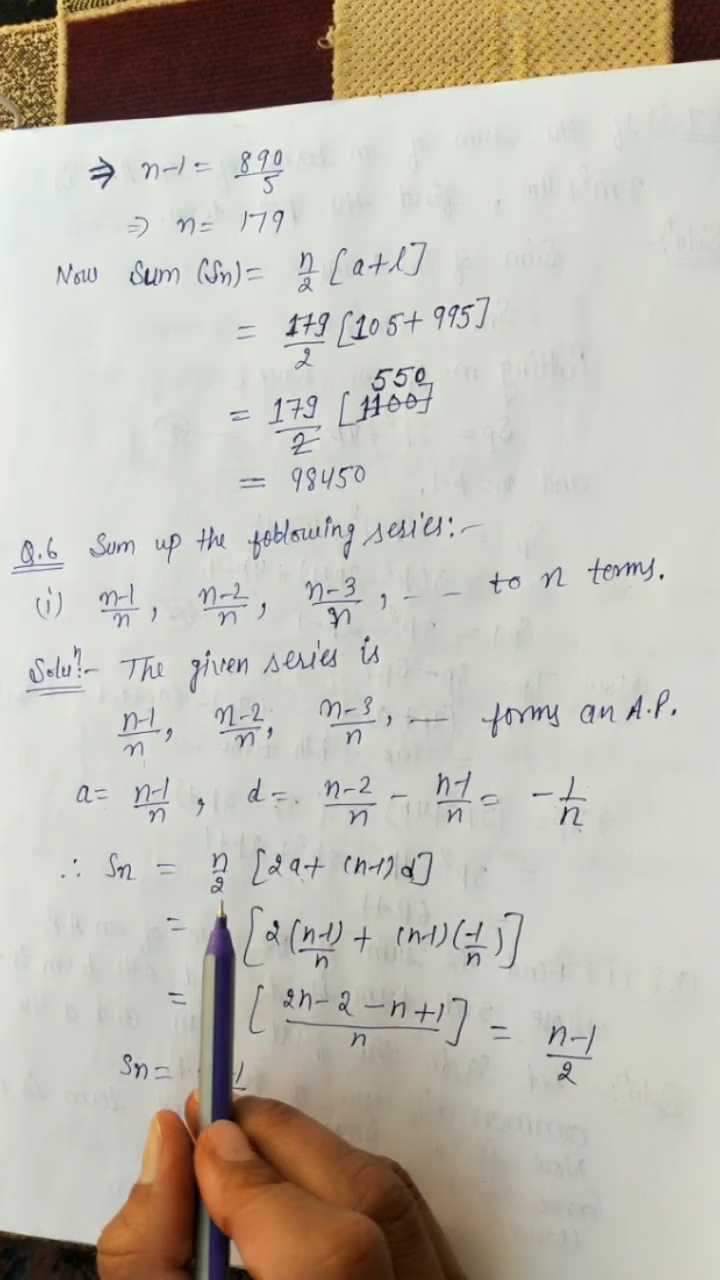 ⇒ n-1 = 890/5
⇒ n = 179
Now Sum (Sn) = n/2 [a+l]
= 179/2 [105+995]
550
= 179/2 [1100]
= 98450
Q.6 Sum up the following series:-
(i) n-1/n, n-2/n, n-3/n, - - to n terms.
Soluⁿ:- The given series is
n-1/n, n-2/n, n-3/n, --- forms an A.P.
a = n-1/n, d = n-2/n - n-1/n = -1/n
∴ Sn = n/2 [2a + (n-1)d]
= [2(n-1)/n + (n-1)(-1/n)]
= [2n-2-n+1/n] = n-1/2
Sn =